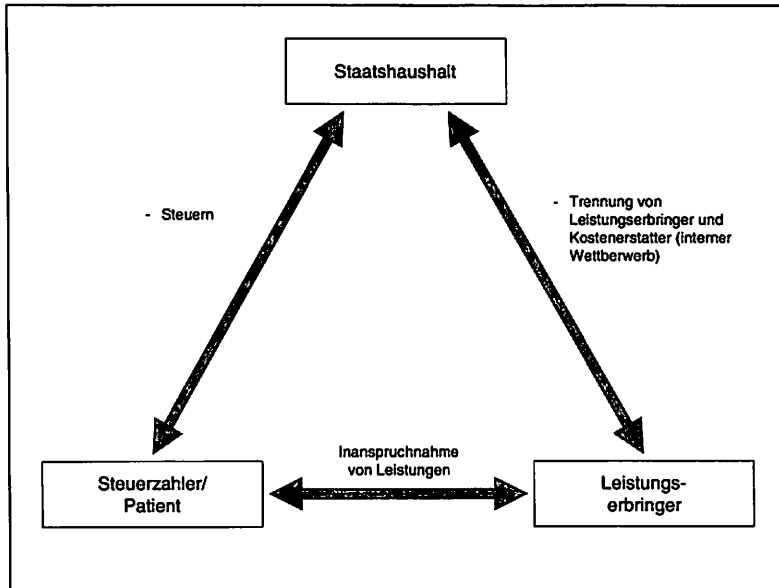 Staatshaushalt
- Steuern
- Trennung von
Leistungserbringer und
Kostenerstatter (interner
Wettberwerb)
Inanspruchnahme
von Leistungen
Steuerzahler/
Patient
Leistungs-
erbringer